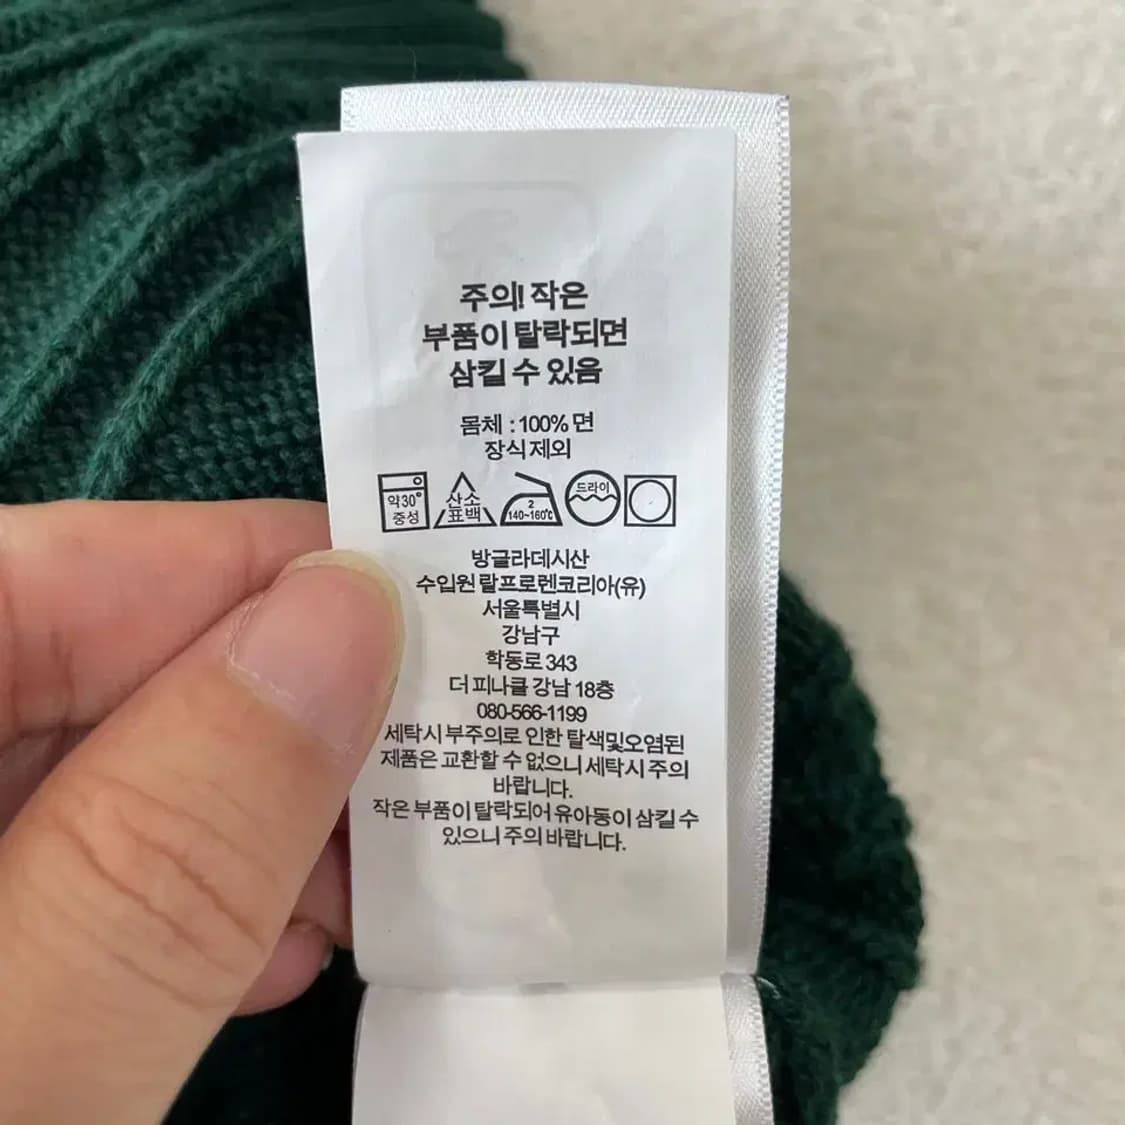 주의! 작은
부품이 탈락되면
삼킬 수 있음
몸체 : 100% 면
장식 제외
약30° 중성
산소 표백
2 140~160℃
드라이
방글라데시산
수입원 랄프로렌코리아(유)
서울특별시
강남구
학동로 343
더 피나클 강남 18층
080-566-1199
세탁시 부주의로 인한 탈색및오염된
제품은 교환할 수 없으니 세탁시 주의
바랍니다.
작은 부품이 탈락되어 유아동이 삼킬 수
있으니 주의 바랍니다.